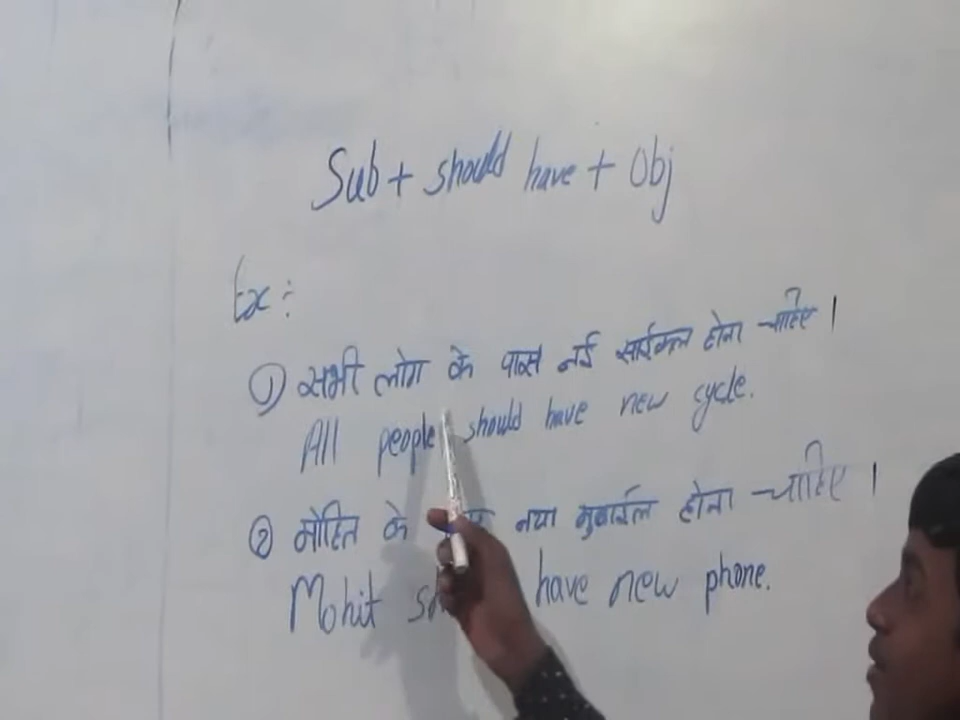 Sub + should have + Obj
Ex :
① सभी लोग के पास नई साईकल होना चाहिए ।
All people should have new cycle.
② मोहित के नया मुबाईल होना चाहिए ।
Mohit have new phone.